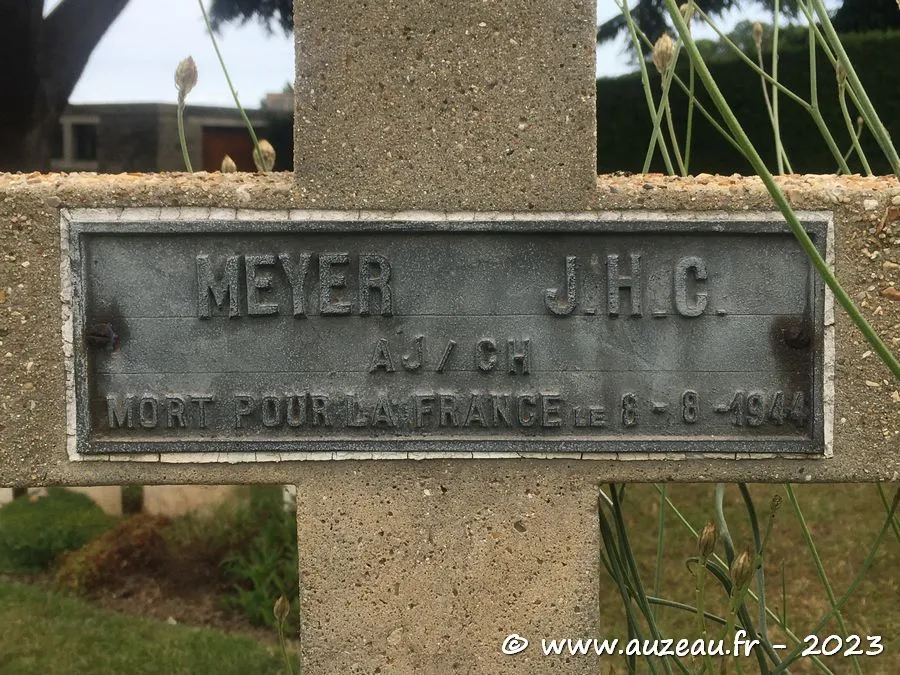 MEYER J.H.C.
AJ/CH
MORT POUR LA FRANCE LE 8-8-1944
© www.auzeau.fr - 2023